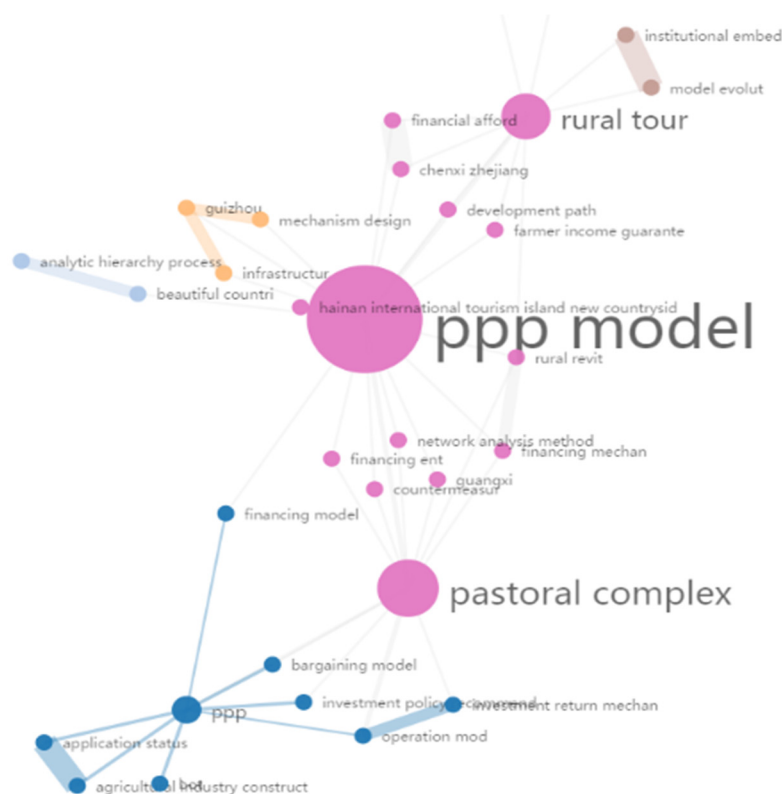 institutional embed
model evolut
rural tour
financial afford
chenxi zhejiang
guizhou
development path
mechanism design
farmer income guarante
analytic hierarchy process
infrastructur
beautiful countri
hainan international tourism island new countrysid
ppp model
rural revit
network analysis method
financing mechan
financing ent
guangxi
countermeasur
financing model
pastoral complex
bargaining model
investment policy recommend
investment return mechan
ppp
operation mod
application status
bot
agricultural industry construct